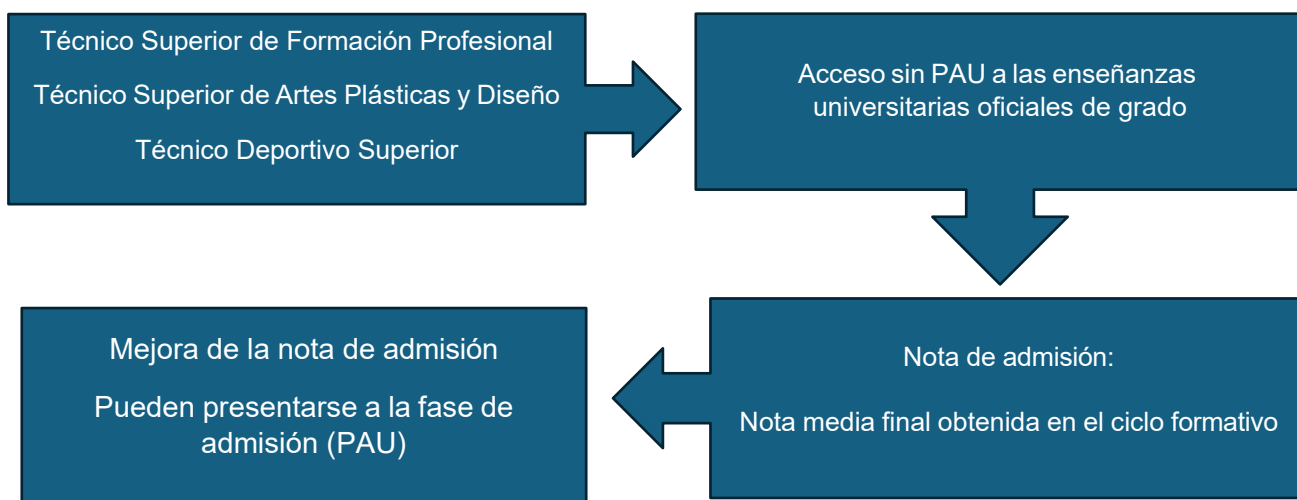 Técnico Superior de Formación Profesional
Técnico Superior de Artes Plásticas y Diseño
Técnico Deportivo Superior
Acceso sin PAU a las enseñanzas
universitarias oficiales de grado
Nota de admisión:
Nota media final obtenida en el ciclo formativo
Mejora de la nota de admisión
Pueden presentarse a la fase de
admisión (PAU)